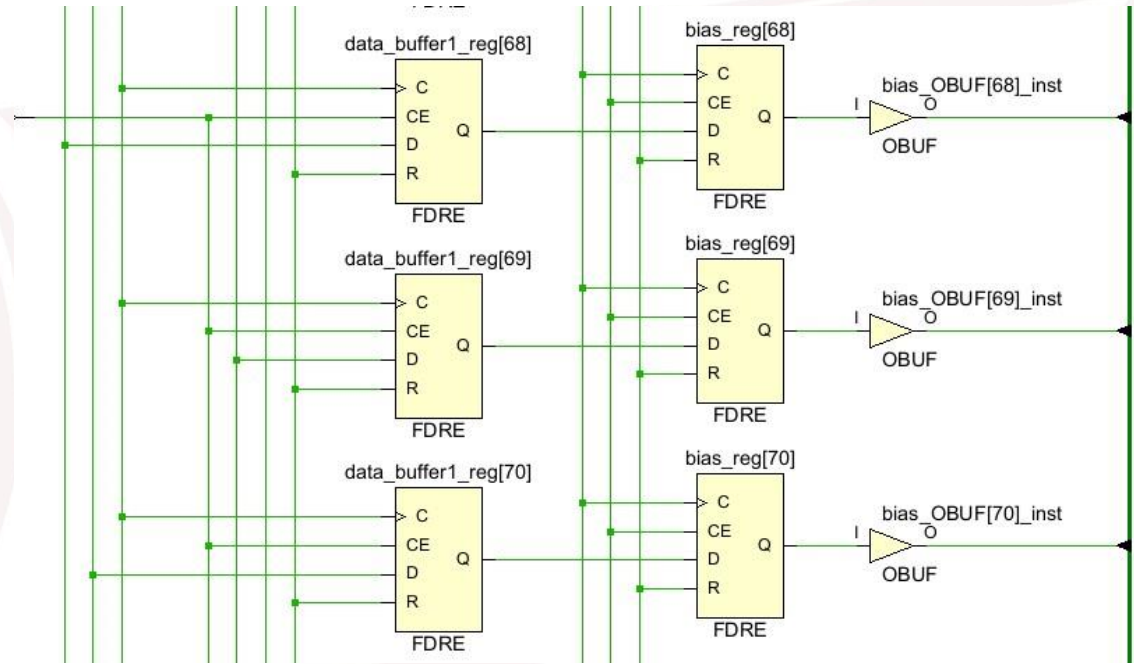 data_buffer1_reg[68]
C
CE
D
R
Q
FDRE
bias_reg[68]
C
CE
D
R
Q
FDRE
bias_OBUF[68]_inst
I
O
OBUF
data_buffer1_reg[69]
C
CE
D
R
Q
FDRE
bias_reg[69]
C
CE
D
R
Q
FDRE
bias_OBUF[69]_inst
I
O
OBUF
data_buffer1_reg[70]
C
CE
D
R
Q
FDRE
bias_reg[70]
C
CE
D
R
Q
FDRE
bias_OBUF[70]_inst
I
O
OBUF